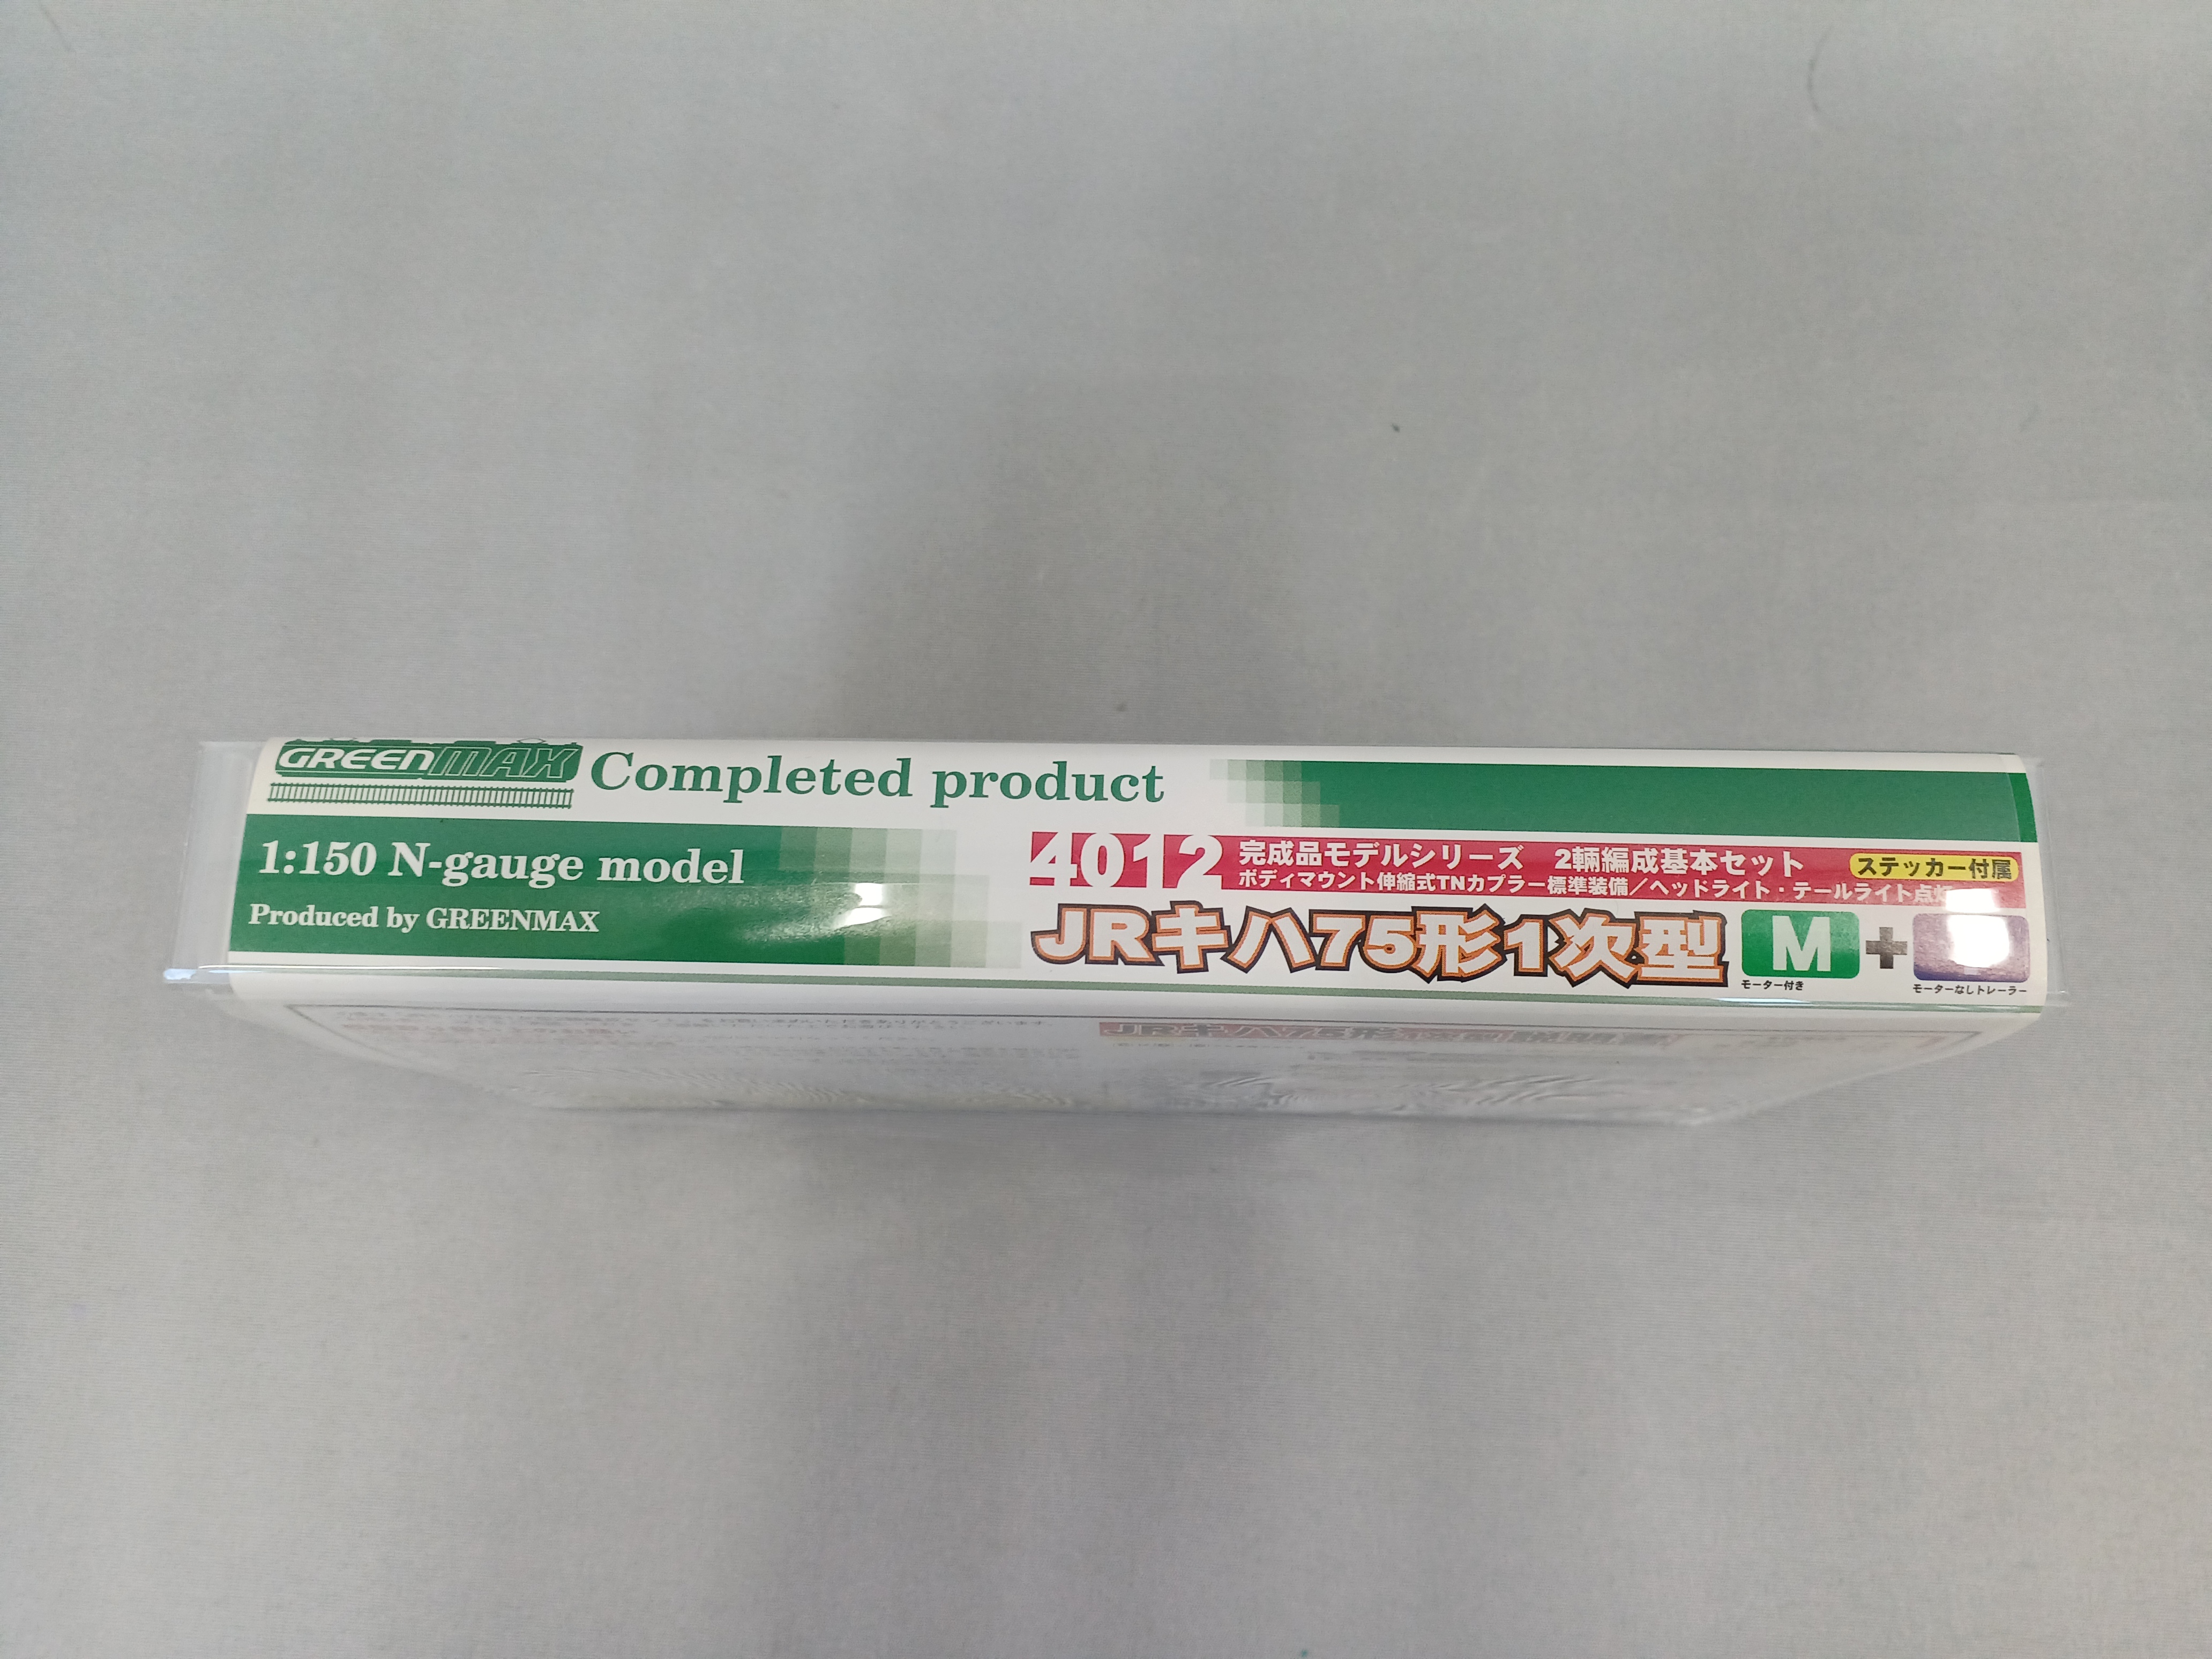 GREENMAX Completed product
1:150 N-gauge model
Produced by GREENMAX
4012 完成品モデルシリーズ 2輛編成基本セット ステッカー付属
ボディマウント伸縮式TNカプラー標準装備／ヘッドライト・テールライト点灯
JRキハ75形1次型 M+
モーター付き モーターなしトレーラー